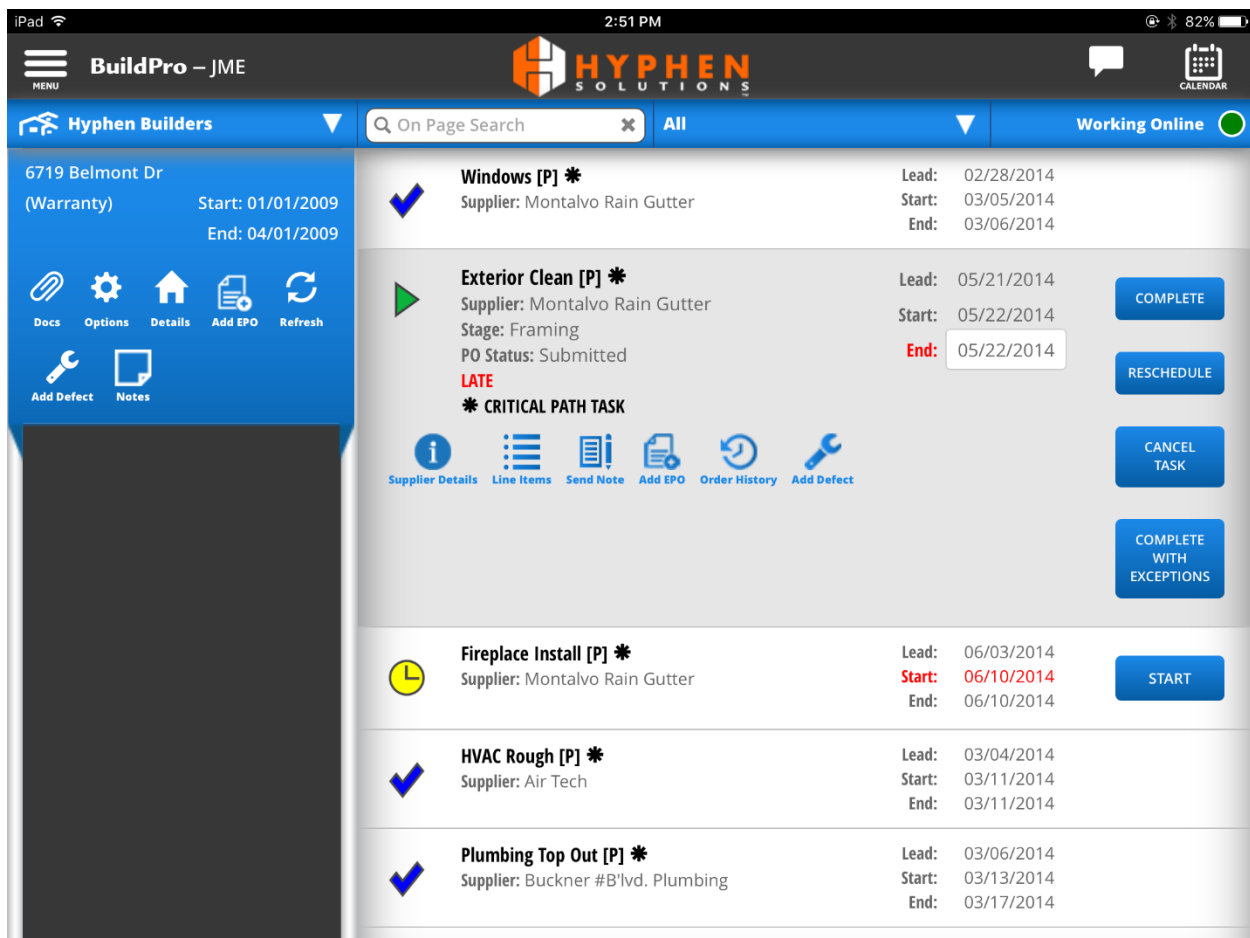 iPad 2:51 PM 82%
MENU BuildPro – JME HYPHEN SOLUTIONS CALENDAR
Hyphen Builders On Page Search All Working Online
6719 Belmont Dr
(Warranty) Start: 01/01/2009
End: 04/01/2009
Docs Options Details Add EPO Refresh
Add Defect Notes
Windows [P] ✱ Lead: 02/28/2014
Supplier: Montalvo Rain Gutter Start: 03/05/2014
End: 03/06/2014
Exterior Clean [P] ✱ Lead: 05/21/2014
Supplier: Montalvo Rain Gutter Start: 05/22/2014
Stage: Framing
PO Status: Submitted End: 05/22/2014
LATE
✱ CRITICAL PATH TASK
Supplier Details Line Items Send Note Add EPO Order History Add Defect
COMPLETE
RESCHEDULE
CANCEL
TASK
COMPLETE
WITH
EXCEPTIONS
Fireplace Install [P] ✱ Lead: 06/03/2014
Supplier: Montalvo Rain Gutter Start: 06/10/2014 START
End: 06/10/2014
HVAC Rough [P] ✱ Lead: 03/04/2014
Supplier: Air Tech Start: 03/11/2014
End: 03/11/2014
Plumbing Top Out [P] ✱ Lead: 03/06/2014
Supplier: Buckner #B'lvd. Plumbing Start: 03/13/2014
End: 03/17/2014